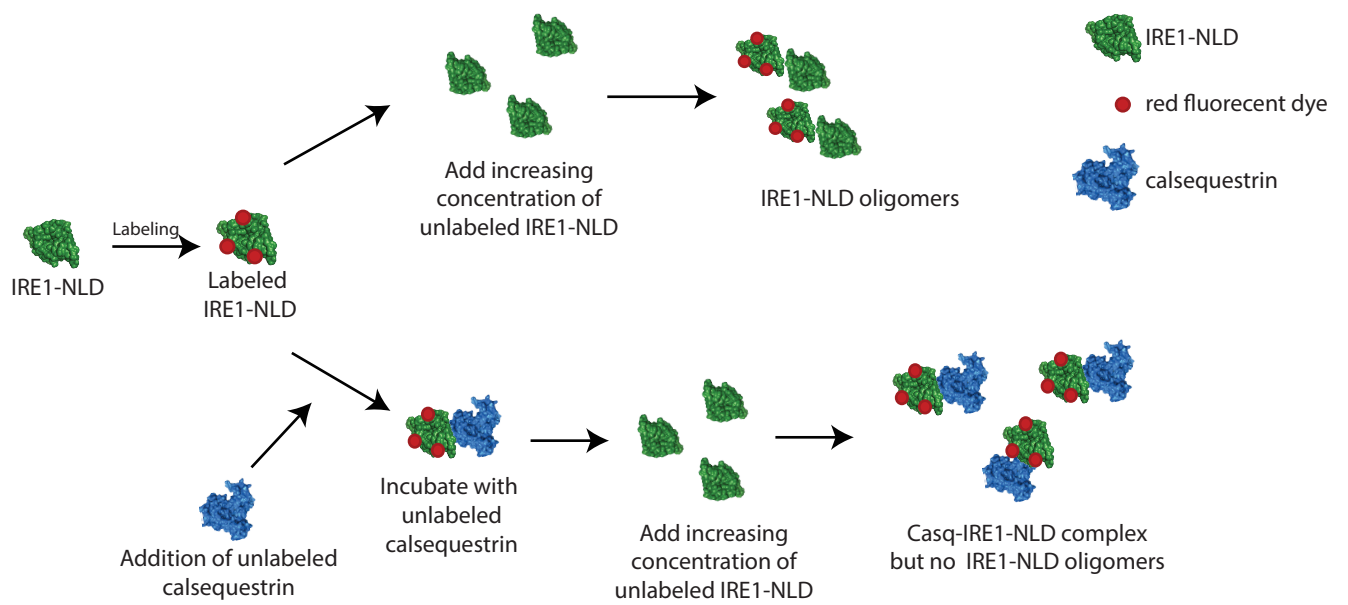 IRE1-NLD
red fluorecent dye
calsequestrin
Add increasing
concentration of
unlabeled IRE1-NLD
IRE1-NLD oligomers
IRE1-NLD
Labeling
Labeled
IRE1-NLD
Addition of unlabeled
calsequestrin
Incubate with
unlabeled
calsequestrin
Add increasing
concentration of
unlabeled IRE1-NLD
Casq-IRE1-NLD complex
but no IRE1-NLD oligomers